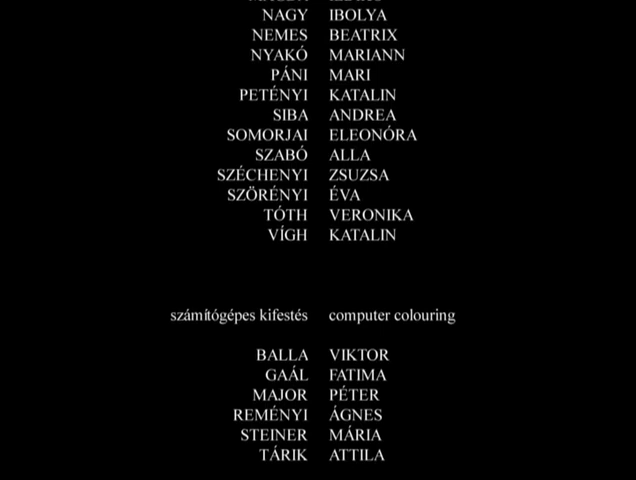 NAGY IBOLYA
NEMES BEATRIX
NYAKÓ MARIANN
PÁNI MARI
PETÉNYI KATALIN
SIBA ANDREA
SOMORJAI ELEONÓRA
SZABÓ ALLA
SZÉCHENYI ZSUZSA
SZÖRÉNYI ÉVA
TÓTH VERONIKA
VÍGH KATALIN
számítógépes kifestés computer colouring
BALLA VIKTOR
GAÁL FATIMA
MAJOR PÉTER
REMÉNYI ÁGNES
STEINER MÁRIA
TÁRIK ATTILA